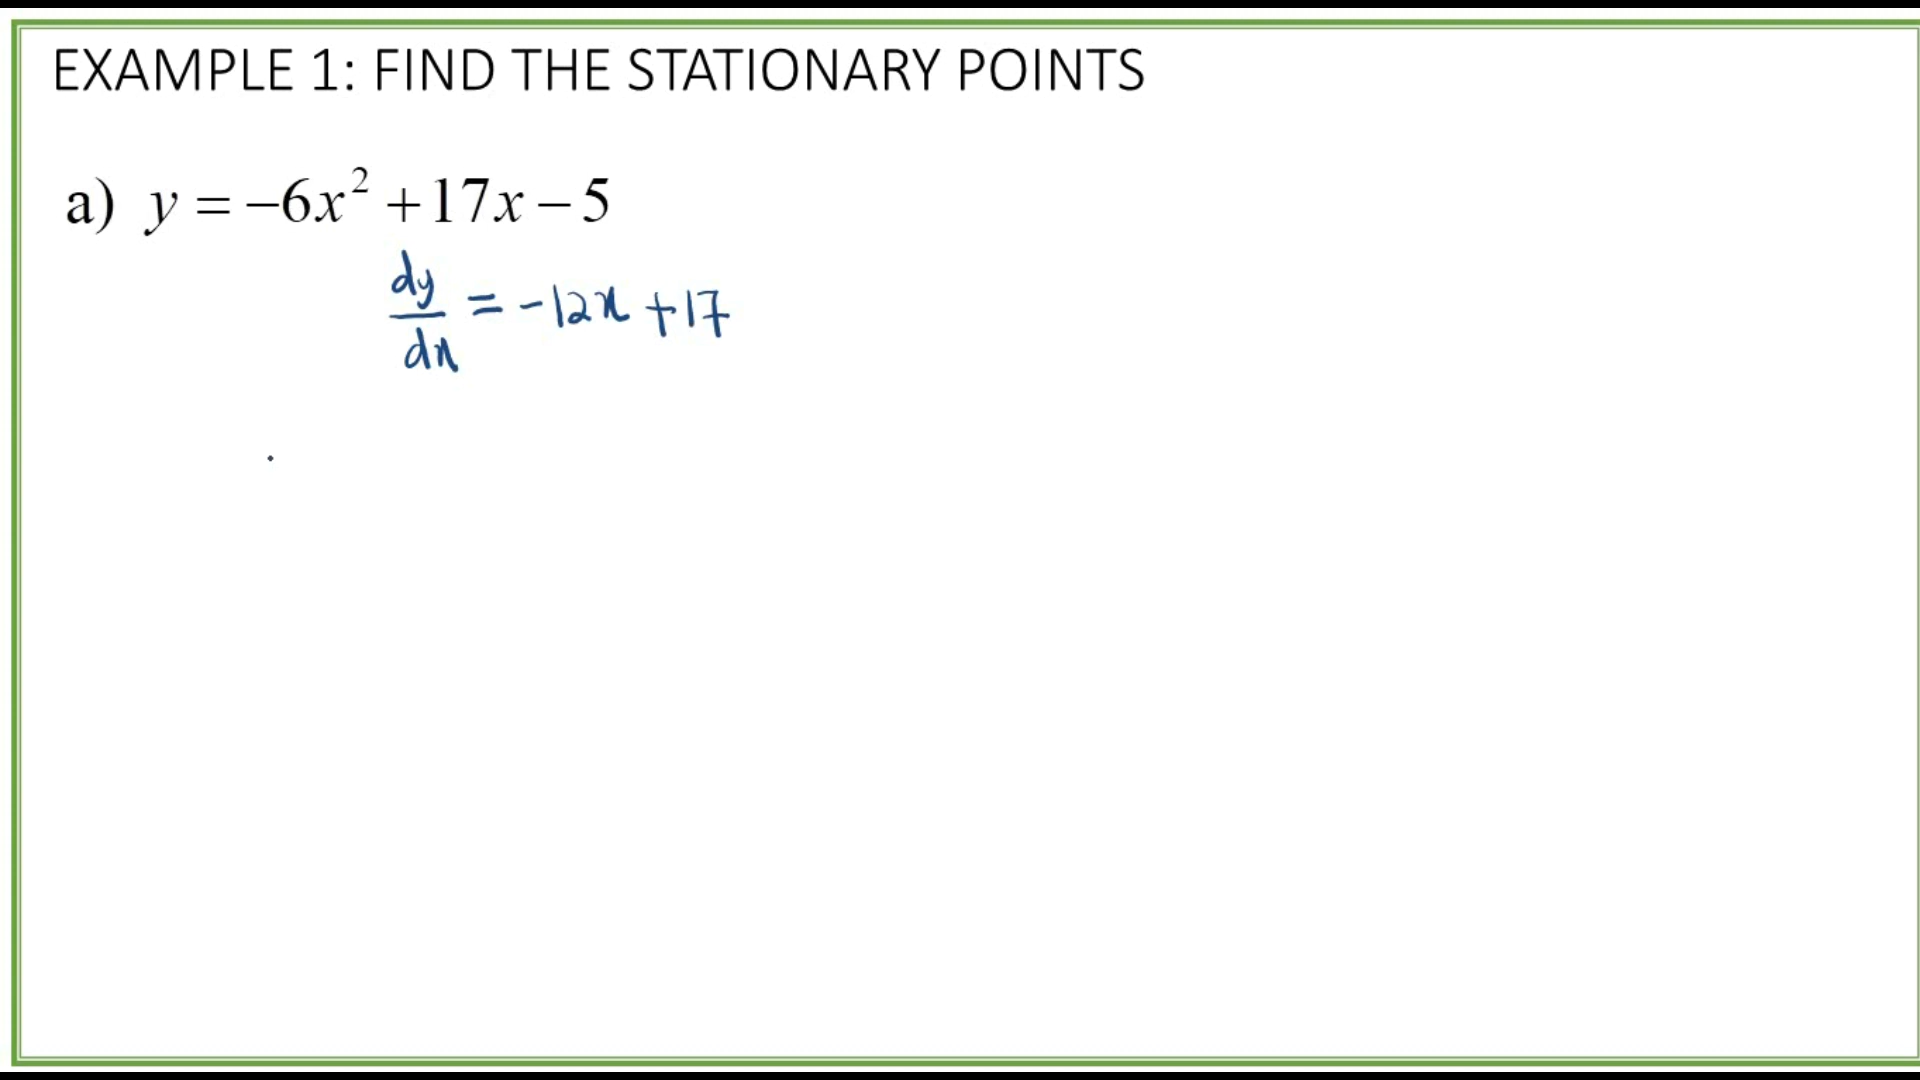 EXAMPLE 1: FIND THE STATIONARY POINTS
a) y = −6x² + 17x − 5
dy/dx = -12x + 17